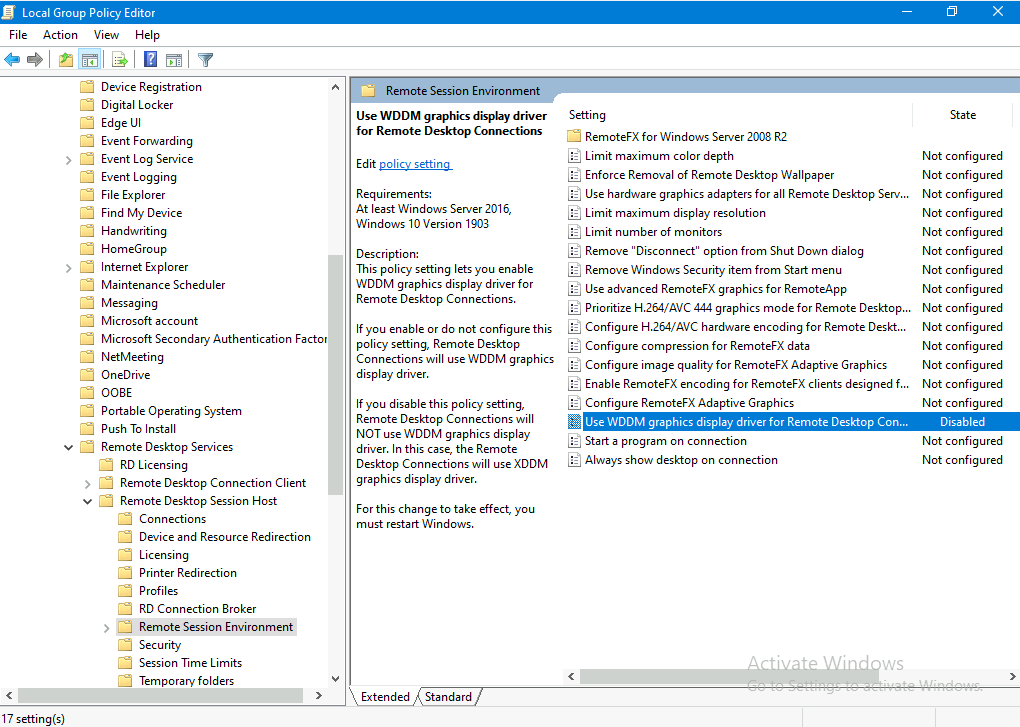 Local Group Policy Editor
File Action View Help
Device Registration
Digital Locker
Edge UI
Event Forwarding
Event Log Service
Event Logging
File Explorer
Find My Device
Handwriting
HomeGroup
Internet Explorer
Maintenance Scheduler
Messaging
Microsoft account
Microsoft Secondary Authentication Factor
NetMeeting
OneDrive
OOBE
Portable Operating System
Push To Install
Remote Desktop Services
RD Licensing
Remote Desktop Connection Client
Remote Desktop Session Host
Connections
Device and Resource Redirection
Licensing
Printer Redirection
Profiles
RD Connection Broker
Remote Session Environment
Security
Session Time Limits
Temporary folders
Remote Session Environment
Use WDDM graphics display driver
for Remote Desktop Connections
Edit policy setting
Requirements:
At least Windows Server 2016,
Windows 10 Version 1903
Description:
This policy setting lets you enable
WDDM graphics display driver for
Remote Desktop Connections.
If you enable or do not configure this
policy setting, Remote Desktop
Connections will use WDDM graphics
display driver.
If you disable this policy setting,
Remote Desktop Connections will
NOT use WDDM graphics display
driver. In this case, the Remote
Desktop Connections will use XDDM
graphics display driver.
For this change to take effect, you
must restart Windows.
Setting State
RemoteFX for Windows Server 2008 R2
Limit maximum color depth Not configured
Enforce Removal of Remote Desktop Wallpaper Not configured
Use hardware graphics adapters for all Remote Desktop Serv... Not configured
Limit maximum display resolution Not configured
Limit number of monitors Not configured
Remove "Disconnect" option from Shut Down dialog Not configured
Remove Windows Security item from Start menu Not configured
Use advanced RemoteFX graphics for RemoteApp Not configured
Prioritize H.264/AVC 444 graphics mode for Remote Desktop... Not configured
Configure H.264/AVC hardware encoding for Remote Deskt... Not configured
Configure compression for RemoteFX data Not configured
Configure image quality for RemoteFX Adaptive Graphics Not configured
Enable RemoteFX encoding for RemoteFX clients designed f... Not configured
Configure RemoteFX Adaptive Graphics Not configured
Use WDDM graphics display driver for Remote Desktop Con... Disabled
Start a program on connection Not configured
Always show desktop on connection Not configured
Activate Windows
Go to Settings to activate Windows.
Extended Standard
17 setting(s)